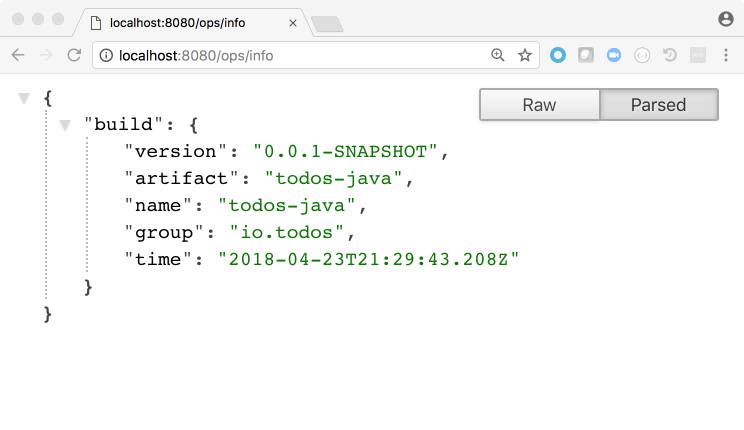 localhost:8080/ops/info
localhost:8080/ops/info
Raw Parsed
{
"build": {
"version": "0.0.1-SNAPSHOT",
"artifact": "todos-java",
"name": "todos-java",
"group": "io.todos",
"time": "2018-04-23T21:29:43.208Z"
}
}